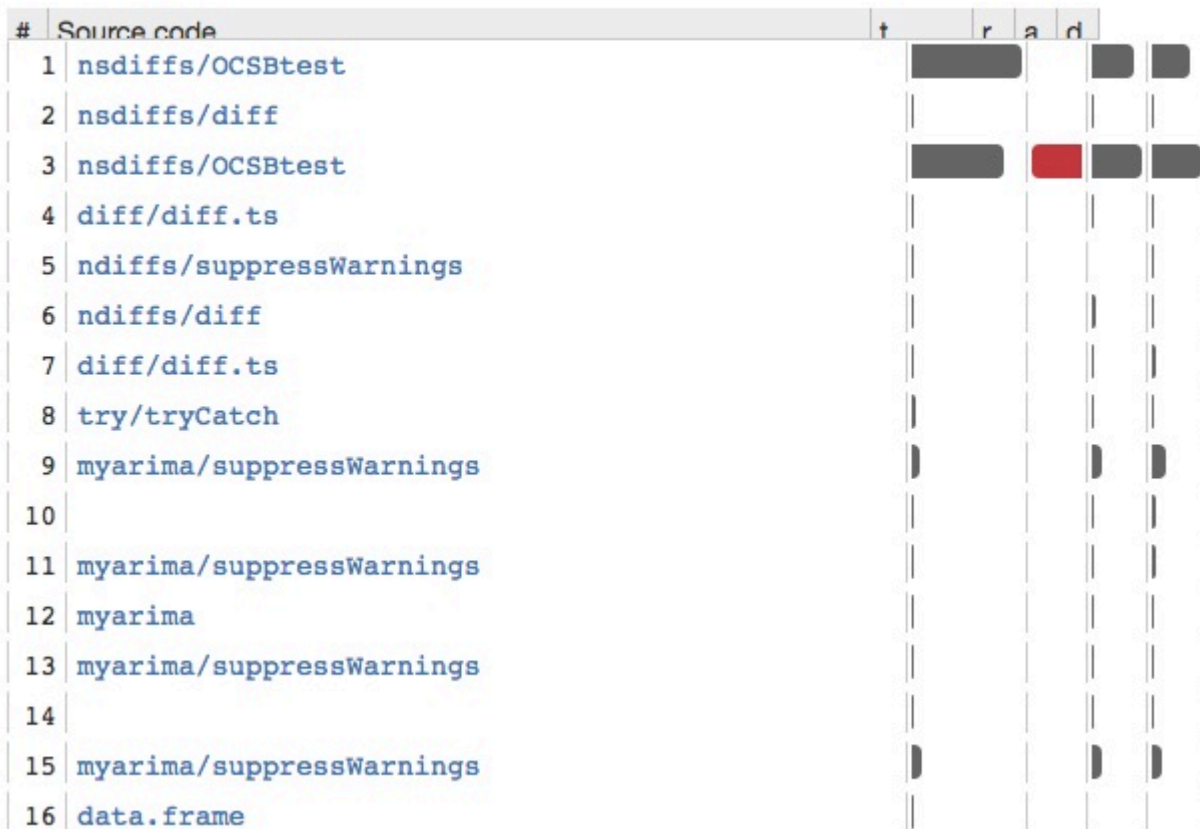 # Source code t r a d
1 nsdiffs/OCSBtest
2 nsdiffs/diff
3 nsdiffs/OCSBtest
4 diff/diff.ts
5 ndiffs/suppressWarnings
6 ndiffs/diff
7 diff/diff.ts
8 try/tryCatch
9 myarima/suppressWarnings
10
11 myarima/suppressWarnings
12 myarima
13 myarima/suppressWarnings
14
15 myarima/suppressWarnings
16 data.frame